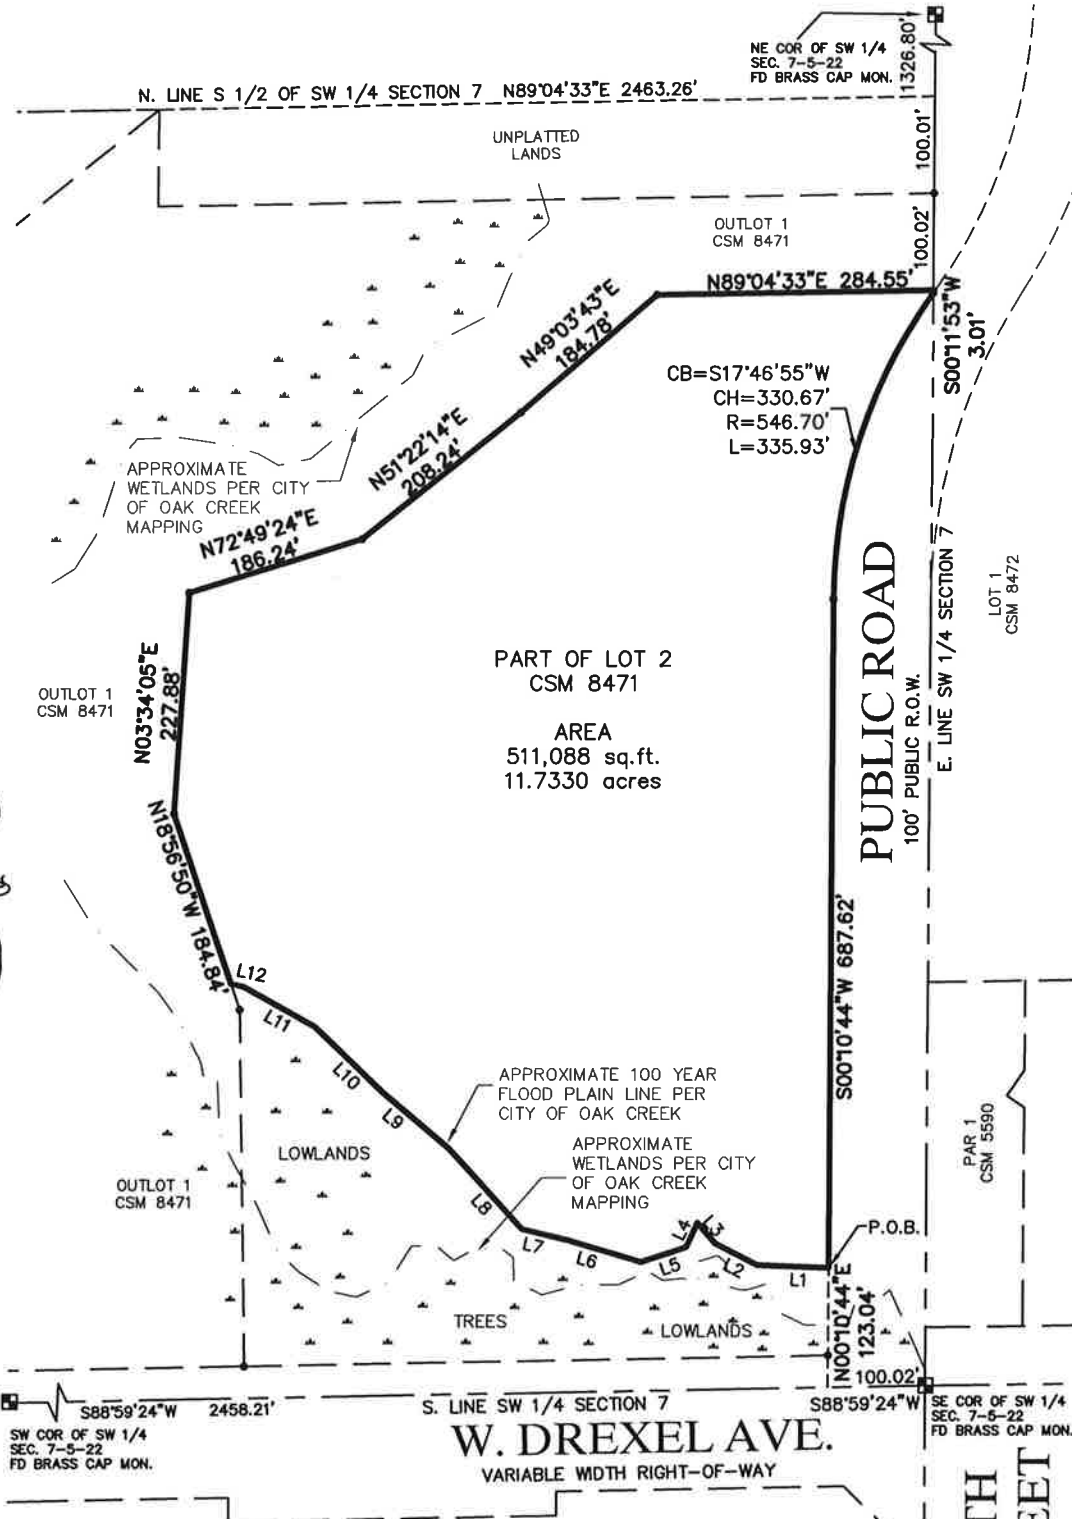 NE COR OF SW 1/4
SEC. 7-5-22
FD BRASS CAP MON.
1326.80'
N. LINE S 1/2 OF SW 1/4 SECTION 7 N89°04'33"E 2463.26'
100.01'
UNPLATTED
LANDS
OUTLOT 1
CSM 8471
100.02'
N89°04'33"E 284.55'
S00°11'53"W
3.01'
N49°03'43"E
184.78'
CB=S17°46'55"W
CH=330.67'
R=546.70'
L=335.93'
N51°22'14"E
208.24'
APPROXIMATE
WETLANDS PER CITY
OF OAK CREEK
MAPPING
N72°49'24"E
186.24'
N03°34'05"E
227.88'
OUTLOT 1
CSM 8471
PART OF LOT 2
CSM 8471
AREA
511,088 sq.ft.
11.7330 acres
PUBLIC ROAD
100' PUBLIC R.O.W.
E. LINE SW 1/4 SECTION 7
LOT 1
CSM 8472
N18°56'50"W 184.84'
S00°10'44"W 687.62'
L12
L11
L10
L9
L8
L7
L6
L5
L4
L3
L2
L1
APPROXIMATE 100 YEAR
FLOOD PLAIN LINE PER
CITY OF OAK CREEK
APPROXIMATE
WETLANDS PER CITY
OF OAK CREEK
MAPPING
LOWLANDS
OUTLOT 1
CSM 8471
PAR 1
CSM 5590
P.O.B.
N00°10'44"E
123.04'
TREES
LOWLANDS
100.02'
S88°59'24"W 2458.21'
S. LINE SW 1/4 SECTION 7
S88°59'24"W
SW COR OF SW 1/4
SEC. 7-5-22
FD BRASS CAP MON.
SE COR OF SW 1/4
SEC. 7-5-22
FD BRASS CAP MON.
W. DREXEL AVE.
VARIABLE WIDTH RIGHT-OF-WAY
TH
EET